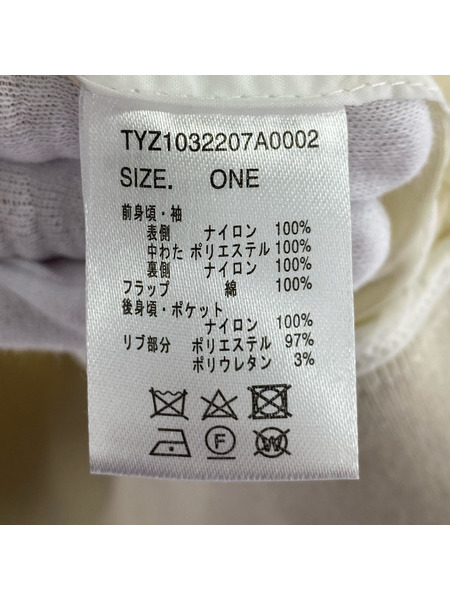 TYZ1032207A0002
SIZE. ONE
前身頃・袖
表側 ナイロン 100%
中わた ポリエステル 100%
裏側 ナイロン 100%
フラップ 綿 100%
後身頃・ポケット
ナイロン 100%
リブ部分 ポリエステル 97%
ポリウレタン 3%
F W